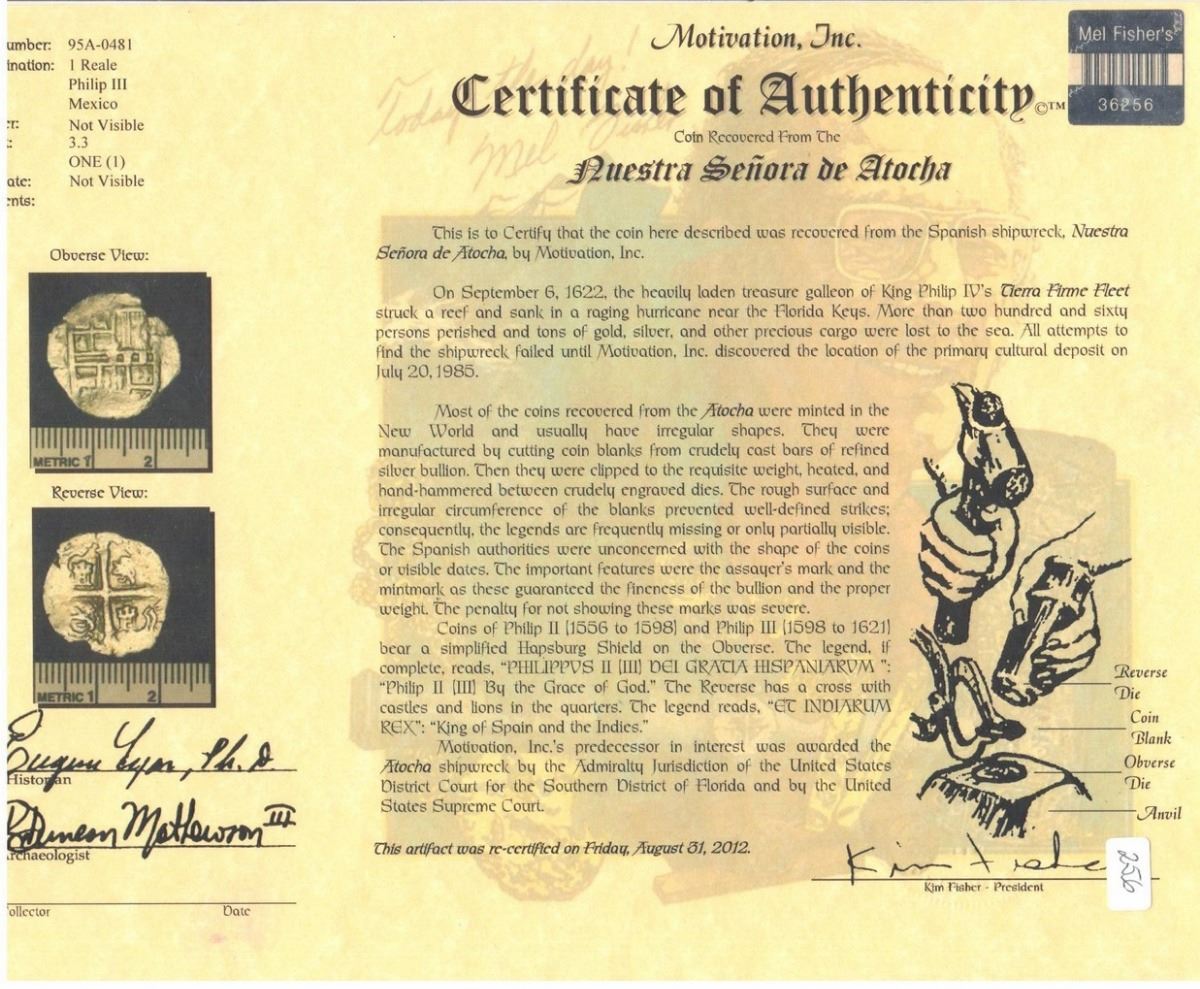 umber: 95A-0481
ination: 1 Reale
Philip III
Mexico
er: Not Visible
t: 3.3
ONE (1)
ate: Not Visible
ents:
Obverse View:
METRIC 1 2
Reverse View:
METRIC 1 2
Eugene Lyon, Ph. D.
Historian
R Duncan Mathewson III
rchaeologist
ollector Date
Motivation, Inc.
Mel Fisher's
36256
Today the day!
Mel Fisher
Certificate of Authenticity ©™
Coin Recovered From The
Nuestra Señora de Atocha
This is to Certify that the coin here described was recovered from the Spanish shipwreck, Nuestra
Señora de Atocha, by Motivation, Inc.
On September 6, 1622, the heavily laden treasure galleon of King Philip IV's Tierra Firme Fleet
struck a reef and sank in a raging hurricane near the Florida Keys. More than two hundred and sixty
persons perished and tons of gold, silver, and other precious cargo were lost to the sea. All attempts to
find the shipwreck failed until Motivation, Inc. discovered the location of the primary cultural deposit on
July 20, 1985.
Most of the coins recovered from the Atocha were minted in the
New World and usually have irregular shapes. They were
manufactured by cutting coin blanks from crudely cast bars of refined
silver bullion. Then they were clipped to the requisite weight, heated, and
hand-hammered between crudely engraved dies. The rough surface and
irregular circumference of the blanks prevented well-defined strikes;
consequently, the legends are frequently missing or only partially visible.
The Spanish authorities were unconcerned with the shape of the coins
or visible dates. The important features were the assayer's mark and the
mintmark as these guaranteed the fineness of the bullion and the proper
weight. The penalty for not showing these marks was severe.
Coins of Philip II (1556 to 1598) and Philip III (1598 to 1621)
bear a simplified Hapsburg Shield on the Obverse. The legend, if
complete, reads, "PHILIPPVS II (III) DEI GRATIA HISPANIARVM ":
"Philip II (III) By the Grace of God." The Reverse has a cross with
castles and lions in the quarters. The legend reads, "ET INDIARUM
REX": "King of Spain and the Indies."
Motivation, Inc.'s predecessor in interest was awarded the
Atocha shipwreck by the Admiralty Jurisdiction of the United States
District Court for the Southern District of Florida and by the United
States Supreme Court.
This artifact was re-certified on Friday, August 31, 2012.
Reverse
Die
Coin
Blank
Obverse
Die
Anvil
Kim Fisher
Kim Fisher - President
256